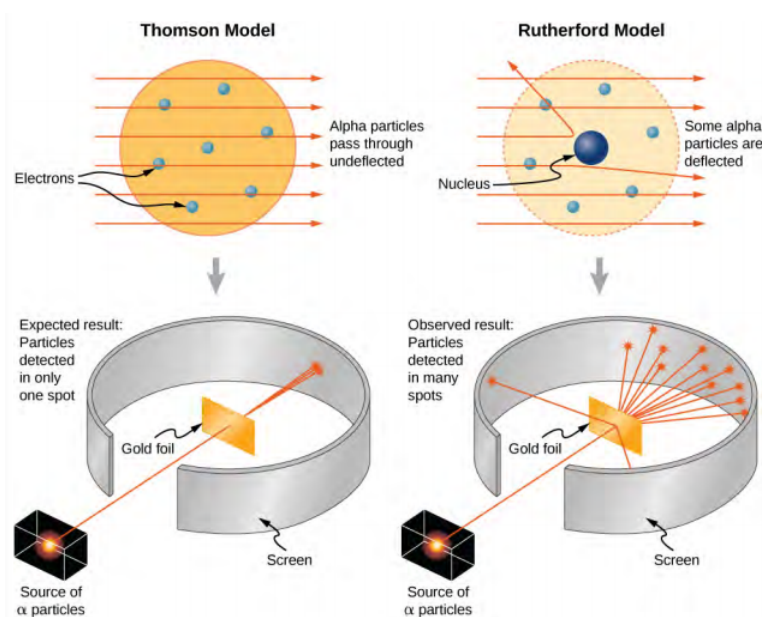 Thomson Model
Alpha particles
pass through
undeflected
Electrons
Expected result:
Particles
detected
in only
one spot
Gold foil
Screen
Source of
α particles
Rutherford Model
Some alpha
particles are
deflected
Nucleus
Observed result:
Particles
detected
in many
spots
Gold foil
Screen
Source of
α particles